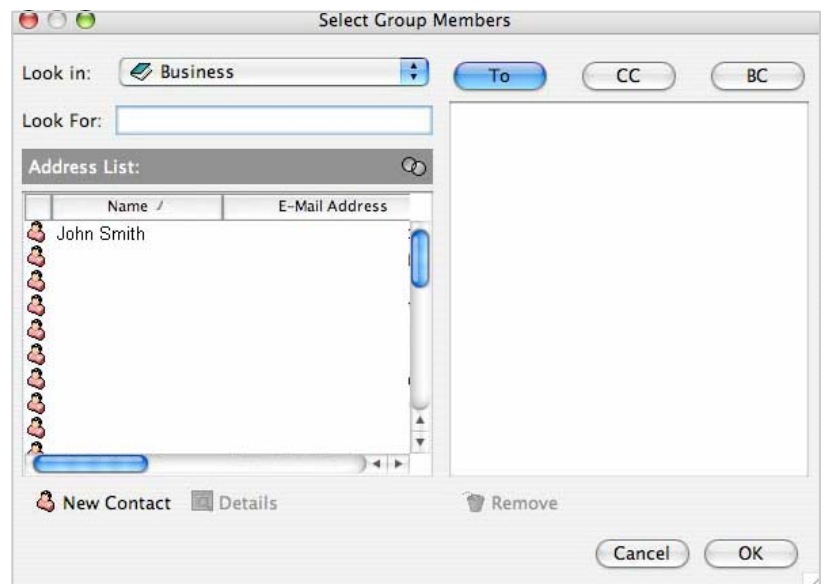 Select Group Members
Look in: Business
To CC BC
Look For:
Address List:
Name E-Mail Address
John Smith
New Contact Details Remove
Cancel OK